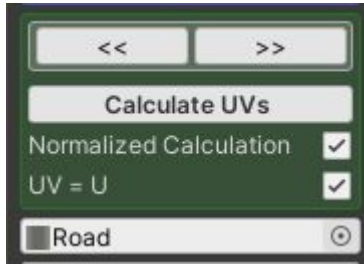 << >>
Calculate UVs
Normalized Calculation
UV = U
Road